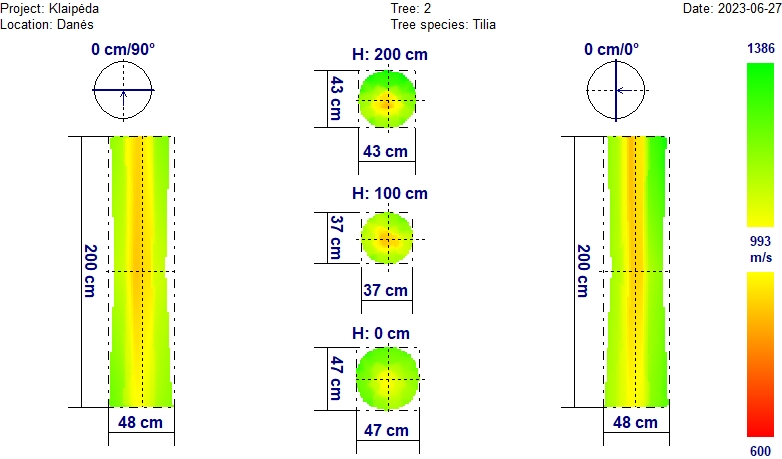 Project: Klaipėda
Tree: 2
Date: 2023-06-27
Location: Danės
Tree species: Tilia
0 cm/90°
H: 200 cm
0 cm/0°
1386
43 cm
43 cm
H: 100 cm
37 cm
37 cm
993
m/s
200 cm
200 cm
H: 0 cm
47 cm
47 cm
48 cm
48 cm
600